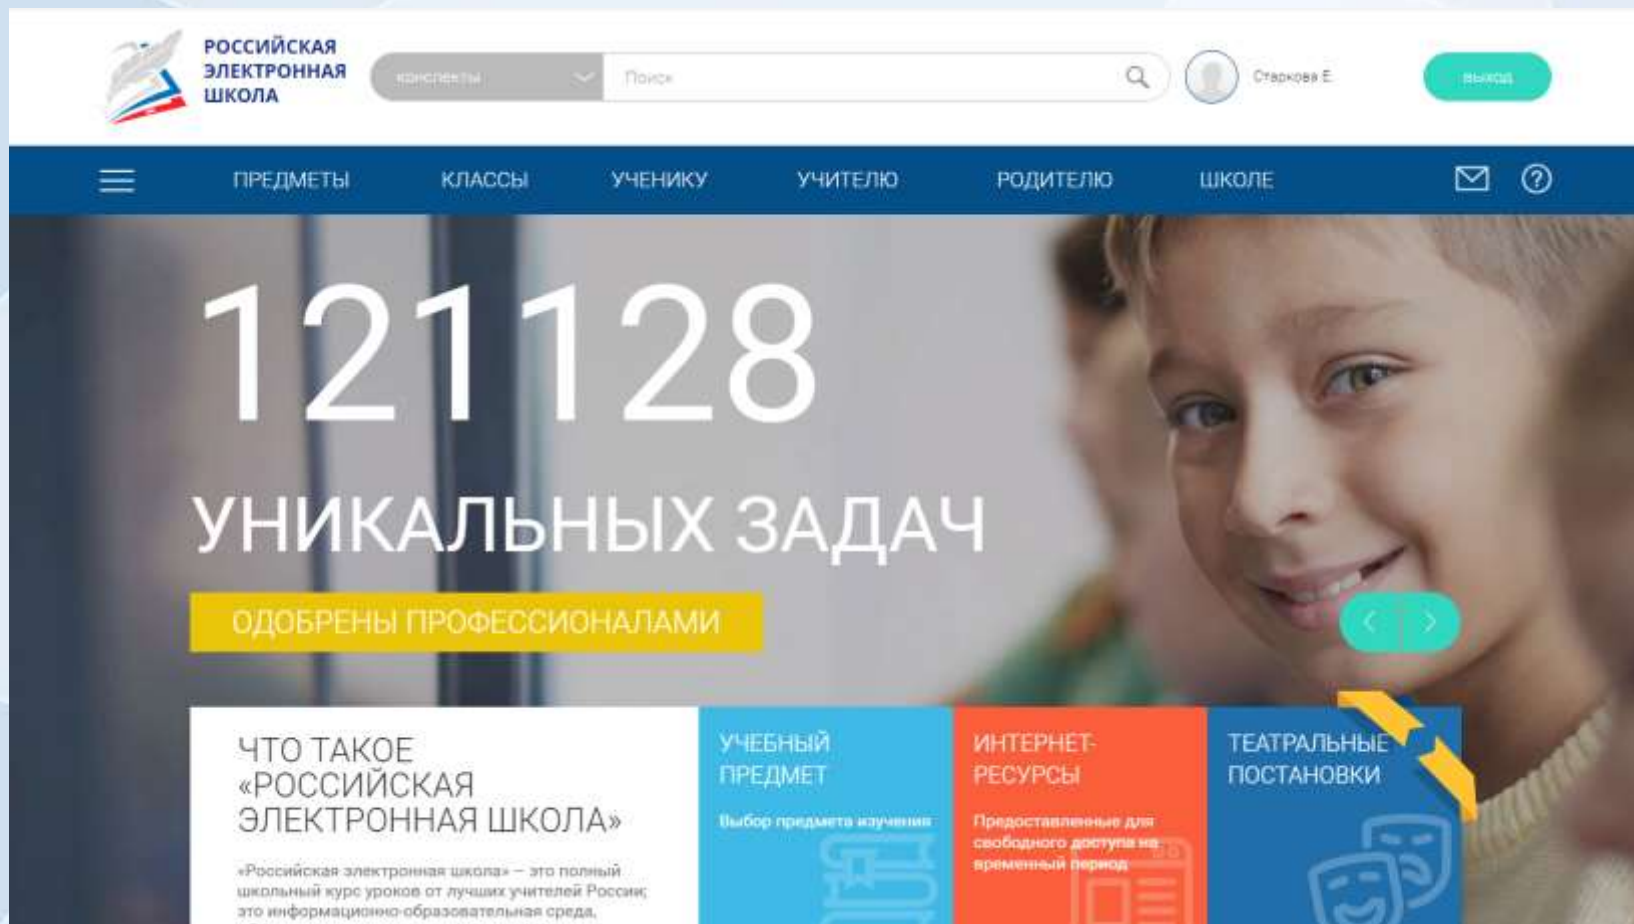 РОССИЙСКАЯ
ЭЛЕКТРОННАЯ
ШКОЛА
конспекты
Поиск
Старкова Е.
выход
ПРЕДМЕТЫ
КЛАССЫ
УЧЕНИКУ
УЧИТЕЛЮ
РОДИТЕЛЮ
ШКОЛЕ
121128
УНИКАЛЬНЫХ ЗАДАЧ
ОДОБРЕНЫ ПРОФЕССИОНАЛАМИ
ЧТО ТАКОЕ
«РОССИЙСКАЯ
ЭЛЕКТРОННАЯ ШКОЛА»
«Российская электронная школа» – это полный
школьный курс уроков от лучших учителей России;
это информационно-образовательная среда,
УЧЕБНЫЙ
ПРЕДМЕТ
Выбор предмета изучения
ИНТЕРНЕТ-
РЕСУРСЫ
Предоставленные для
свободного доступа на
временный период
ТЕАТРАЛЬНЫЕ
ПОСТАНОВКИ